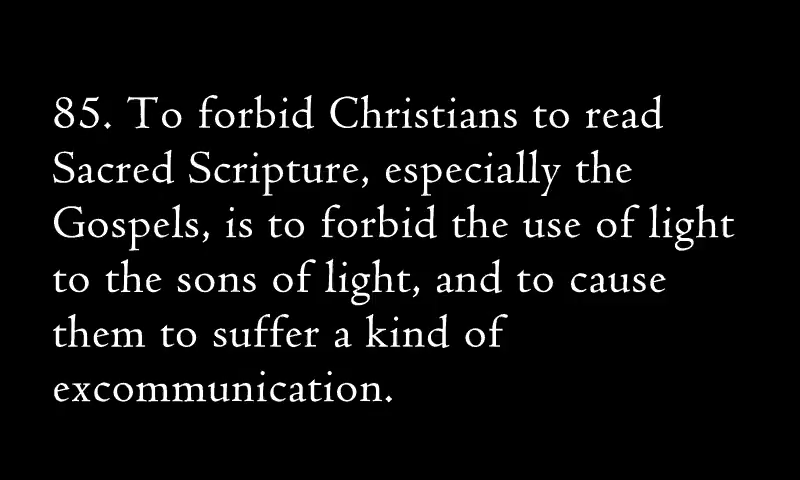 85. To forbid Christians to read
Sacred Scripture, especially the
Gospels, is to forbid the use of light
to the sons of light, and to cause
them to suffer a kind of
excommunication.